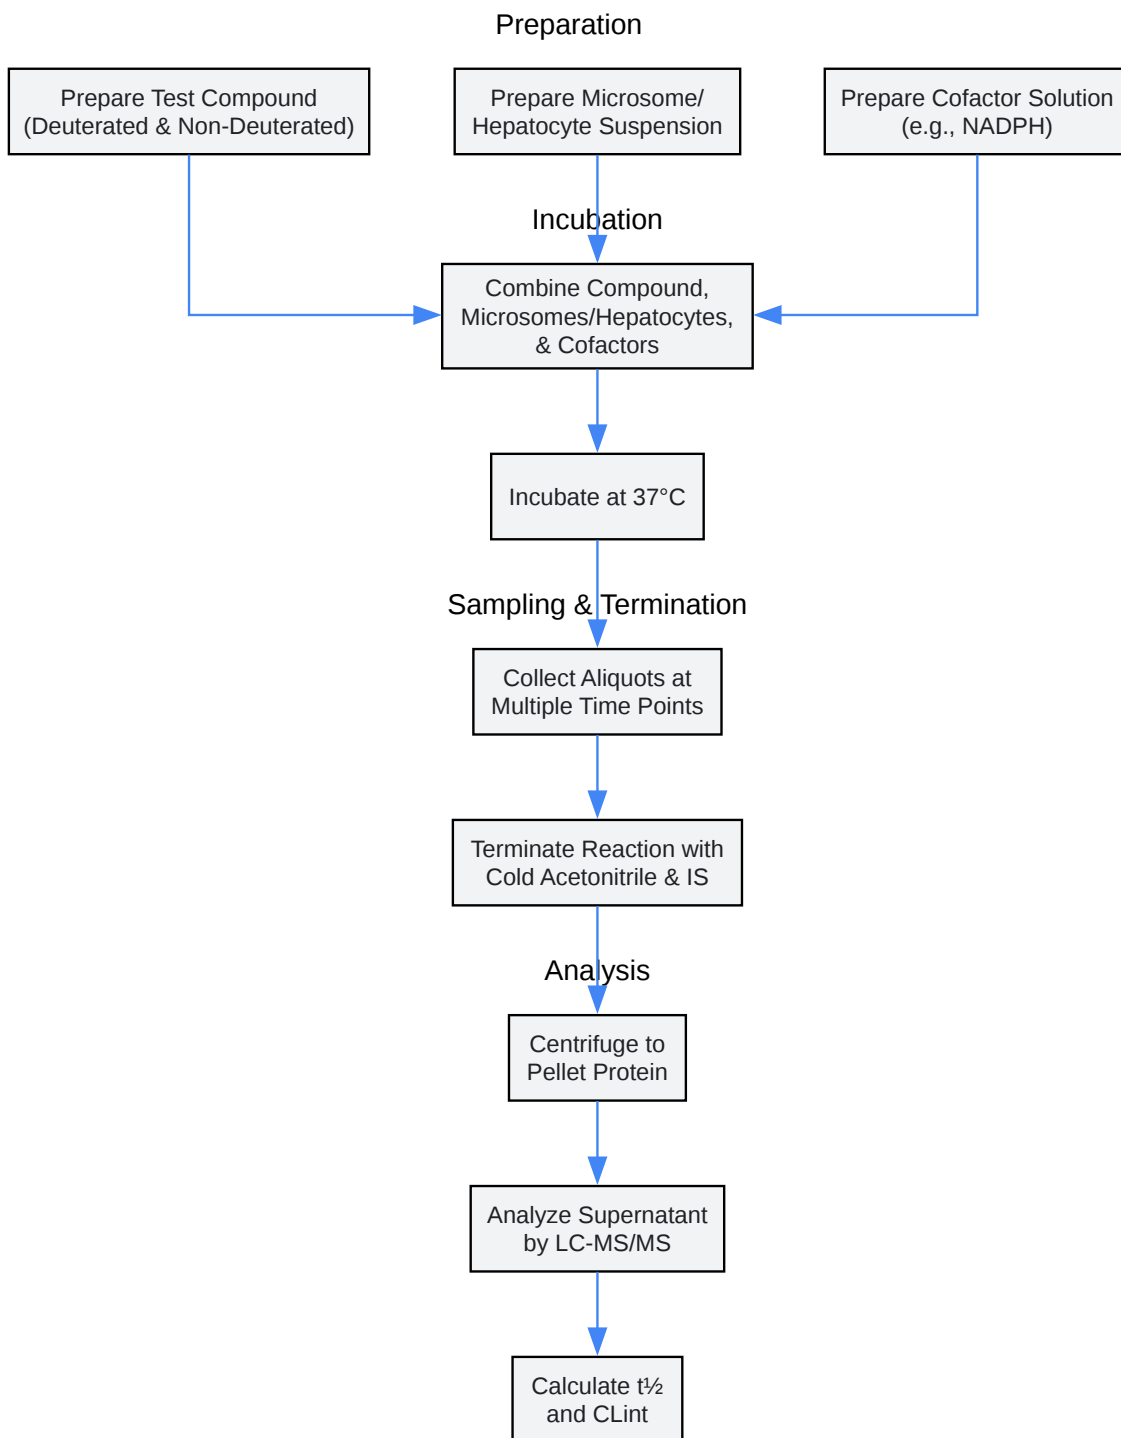 Preparation
Prepare Test Compound
(Deuterated & Non-Deuterated)
Prepare Microsome/
Hepatocyte Suspension
Prepare Cofactor Solution
(e.g., NADPH)
Incubation
Combine Compound,
Microsomes/Hepatocytes,
& Cofactors
Incubate at 37°C
Sampling & Termination
Collect Aliquots at
Multiple Time Points
Terminate Reaction with
Cold Acetonitrile & IS
Analysis
Centrifuge to
Pellet Protein
Analyze Supernatant
by LC-MS/MS
Calculate t½
and CLint